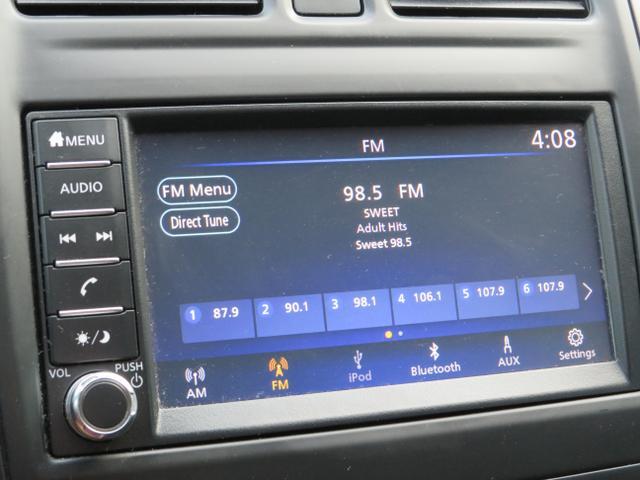 MENU
FM
4:08
AUDIO
FM Menu
98.5 FM
Direct Tune
SWEET
Adult Hits
Sweet 98.5
1 87.9
2 90.1
3 98.1
4 106.1
5 107.9
6 107.9
VOL
PUSH
AM
FM
iPod
Bluetooth
AUX
Settings